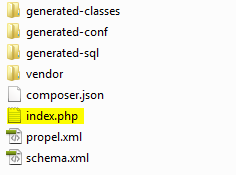 generated-classes
generated-conf
generated-sql
vendor
composer.json
index.php
propel.xml
schema.xml